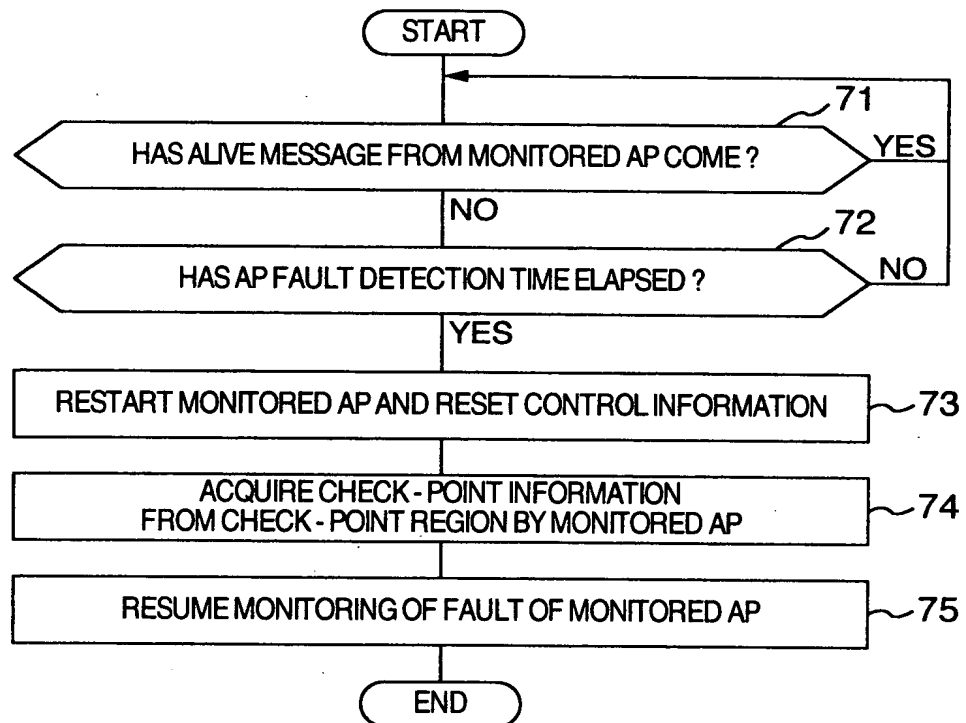 START
71
HAS ALIVE MESSAGE FROM MONITORED AP COME ?
YES
NO
72
HAS AP FAULT DETECTION TIME ELAPSED ?
NO
YES
RESTART MONITORED AP AND RESET CONTROL INFORMATION
73
ACQUIRE CHECK - POINT INFORMATION
FROM CHECK - POINT REGION BY MONITORED AP
74
RESUME MONITORING OF FAULT OF MONITORED AP
75
END